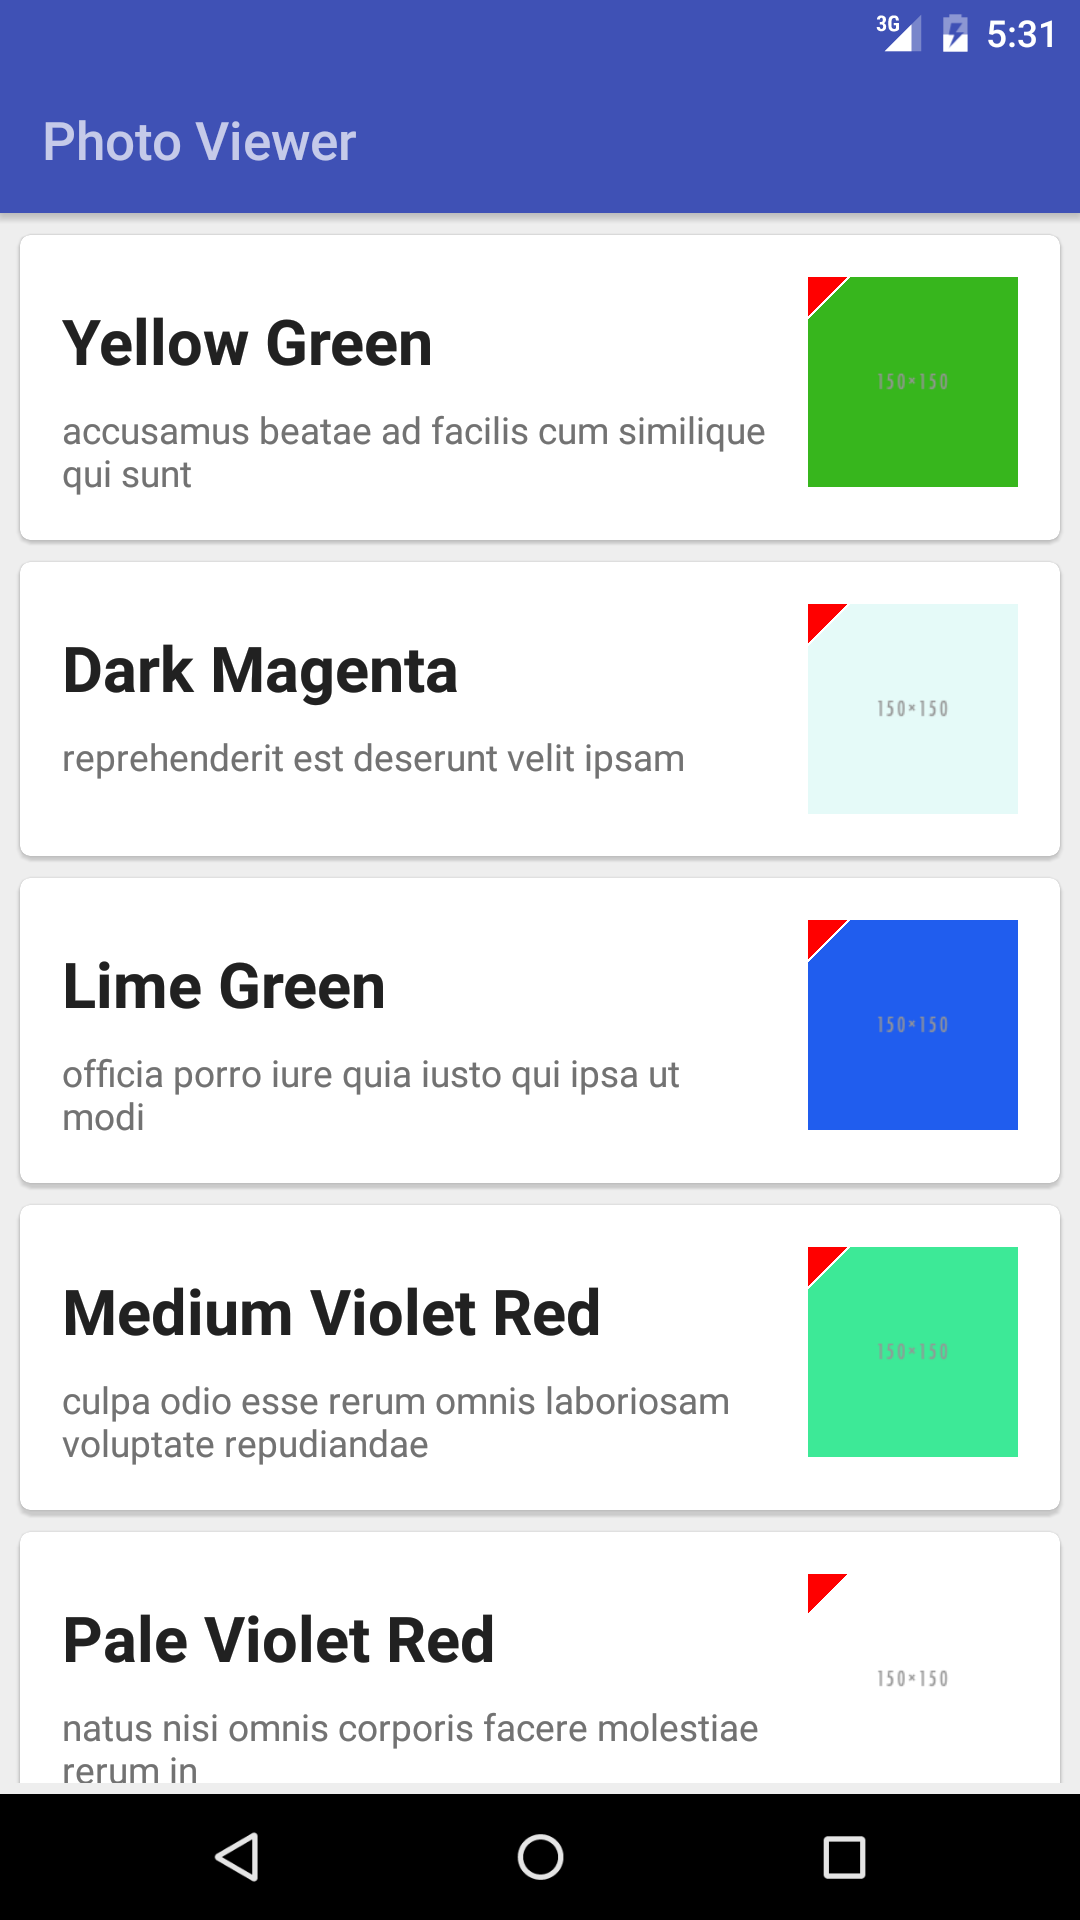 3G 5:31
Photo Viewer
Yellow Green
accusamus beatae ad facilis cum similique
qui sunt
150×150
Dark Magenta
reprehenderit est deserunt velit ipsam
150×150
Lime Green
officia porro iure quia iusto qui ipsa ut
modi
150×150
Medium Violet Red
culpa odio esse rerum omnis laboriosam
voluptate repudiandae
150×150
Pale Violet Red
natus nisi omnis corporis facere molestiae
rerum in
150×150